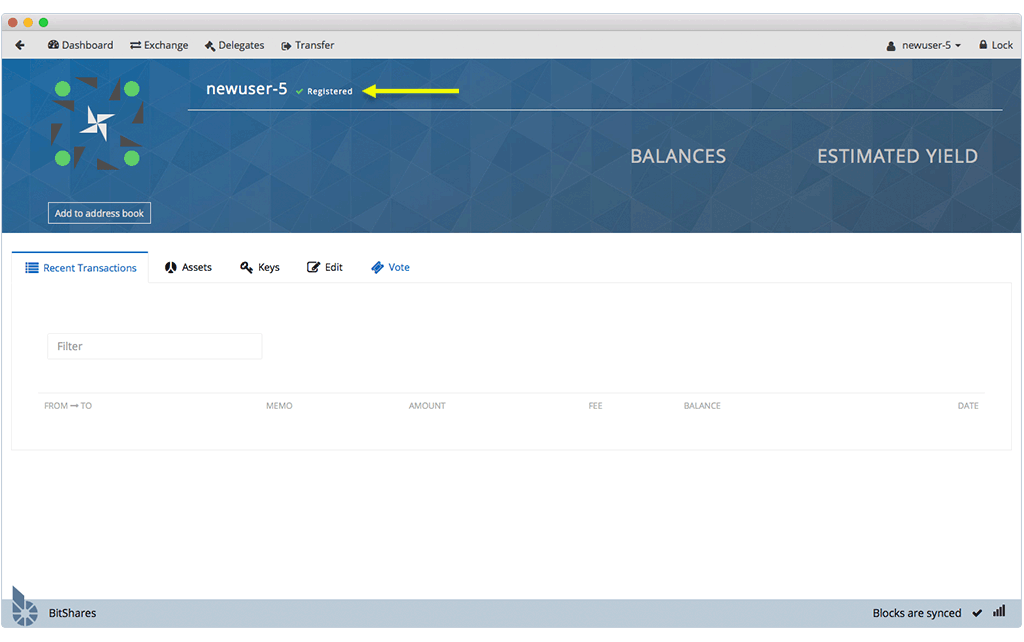 Dashboard Exchange Delegates Transfer newuser-5 Lock
newuser-5 Registered
BALANCES ESTIMATED YIELD
Add to address book
Recent Transactions Assets Keys Edit Vote
Filter
FROM TO MEMO AMOUNT FEE BALANCE DATE
BitShares Blocks are synced